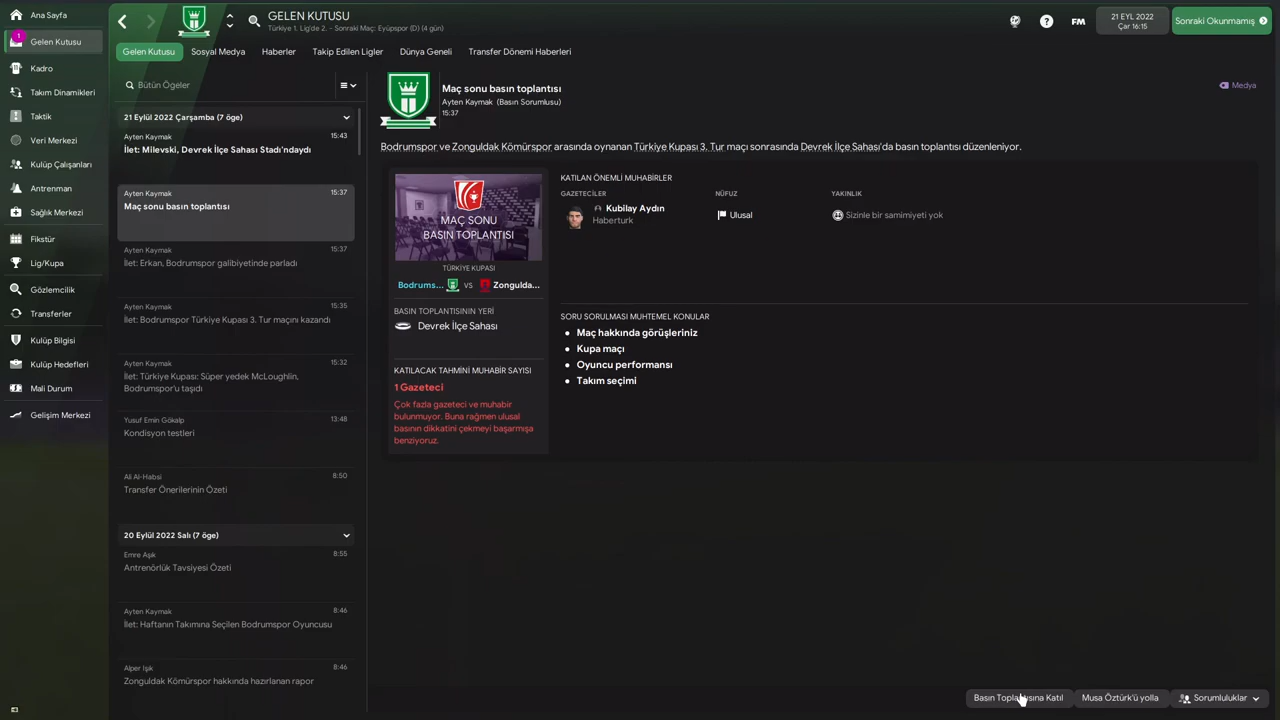 Ana Sayfa
1
Gelen Kutusu
Kadro
Takım Dinamikleri
Taktik
Veri Merkezi
Kulüp Çalışanları
Antrenman
Sağlık Merkezi
Fikstür
Lig/Kupa
Gözlemcilik
Transferler
Kulüp Bilgisi
Kulüp Hedefleri
Mali Durum
Gelişim Merkezi
GELEN KUTUSU
Türkiye 1. Lig'de 2. - Sonraki Maç: Eyüpspor (D) (4 gün)
FM
21 EYL 2022
Çar 16:15
Sonraki Okunmamış
Gelen Kutusu Sosyal Medya Haberler Takip Edilen Ligler Dünya Geneli Transfer Dönemi Haberleri
Bütün Ögeler
21 Eylül 2022 Çarşamba (7 öge)
Ayten Kaymak 15:43
İlet: Milevski, Devrek İlçe Sahası Stadı'ndaydı
Ayten Kaymak 15:37
Maç sonu basın toplantısı
Ayten Kaymak 15:37
İlet: Erkan, Bodrumspor galibiyetinde parladı
Ayten Kaymak 15:35
İlet: Bodrumspor Türkiye Kupası 3. Tur maçını kazandı
Ayten Kaymak 15:32
İlet: Türkiye Kupası: Süper yedek McLoughlin,
Bodrumspor'u taşıdı
Yusuf Emin Gökalp 13:48
Kondisyon testleri
Ali Al-Habsi 8:50
Transfer Önerilerinin Özeti
20 Eylül 2022 Salı (7 öge)
Emre Aşık 8:55
Antrenörlük Tavsiyesi Özeti
Ayten Kaymak 8:46
İlet: Haftanın Takımına Seçilen Bodrumspor Oyuncusu
Alper Işık 8:46
Zonguldak Kömürspor hakkında hazırlanan rapor
Maç sonu basın toplantısı
Ayten Kaymak (Basın Sorumlusu)
15:37
Medya
Bodrumspor ve Zonguldak Kömürspor arasında oynanan Türkiye Kupası 3. Tur maçı sonrasında Devrek İlçe Sahası'da basın toplantısı düzenleniyor.
MAÇ SONU
BASIN TOPLANTISI
TÜRKİYE KUPASI
Bodrums... vs Zongulda...
BASIN TOPLANTISININ YERİ
Devrek İlçe Sahası
KATILACAK TAHMİNİ MUHABİR SAYISI
1 Gazeteci
Çok fazla gazeteci ve muhabir
bulunmuyor. Buna rağmen ulusal
basının dikkatini çekmeyi başarmışa
benziyoruz.
KATILAN ÖNEMLİ MUHABİRLER
GAZETECİLER NÜFUZ YAKINLIK
Kubilay Aydın
Haberturk
Ulusal
Sizinle bir samimiyeti yok
SORU SORULMASI MUHTEMEL KONULAR
• Maç hakkında görüşleriniz
• Kupa maçı
• Oyuncu performansı
• Takım seçimi
Basın Toplantısına Katıl
Musa Öztürk'ü yolla
Sorumluluklar